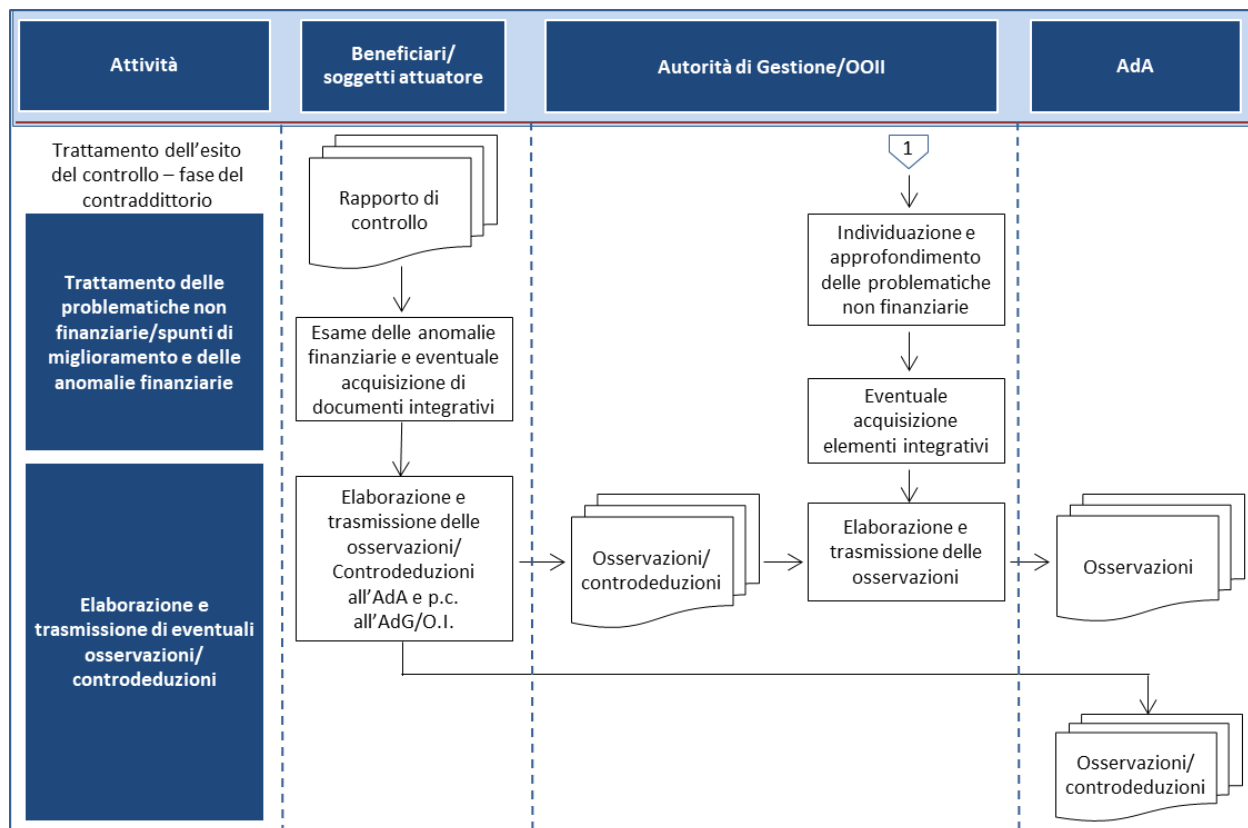 Attività
Beneficiari/
soggetti attuatore
Autorità di Gestione/OOII
AdA
Trattamento dell'esito
del controllo – fase del
contraddittorio
Trattamento delle
problematiche non
finanziarie/spunti di
miglioramento e delle
anomalie finanziarie
Rapporto di
controllo
1
Individuazione e
approfondimento
delle problematiche
non finanziarie
Esame delle anomalie
finanziarie e eventuale
acquisizione di
documenti integrativi
Eventuale
acquisizione
elementi integrativi
Elaborazione e
trasmissione di eventuali
osservazioni/
controdeduzioni
Elaborazione e
trasmissione delle
osservazioni/
Controdeduzioni
all'AdA e p.c.
all'AdG/O.I.
Osservazioni/
controdeduzioni
Elaborazione e
trasmissione delle
osservazioni
Osservazioni
Osservazioni/
controdeduzioni